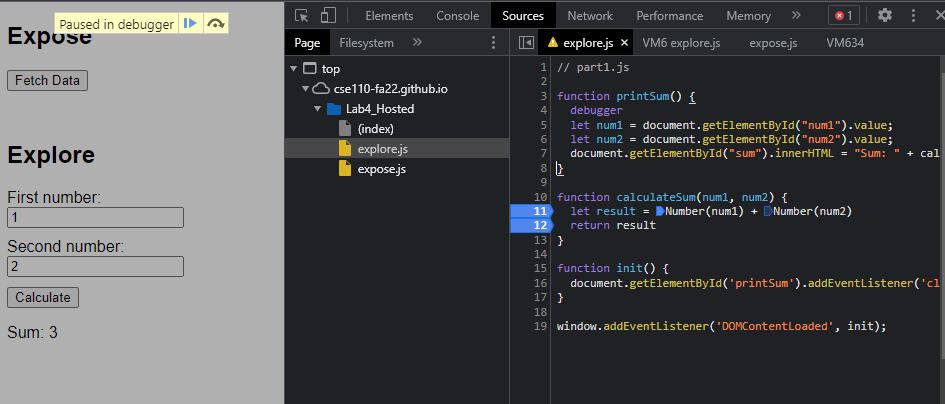 Paused in debugger
Expose
Fetch Data
Explore
First number:
1
Second number:
2
Calculate
Sum: 3
Elements Console Sources Network Performance Memory » 1
Page Filesystem »
top
cse110-fa22.github.io
Lab4_Hosted
(index)
explore.js
expose.js
explore.js × VM6 explore.js expose.js VM634
1 // part1.js
2
3 function printSum() {
4 debugger
5 let num1 = document.getElementById("num1").value;
6 let num2 = document.getElementById("num2").value;
7 document.getElementById("sum").innerHTML = "Sum: " + cal
8 }
9
10 function calculateSum(num1, num2) {
11 let result = Number(num1) + Number(num2)
12 return result
13 }
14
15 function init() {
16 document.getElementById('printSum').addEventListener('cl
17 }
18
19 window.addEventListener('DOMContentLoaded', init);